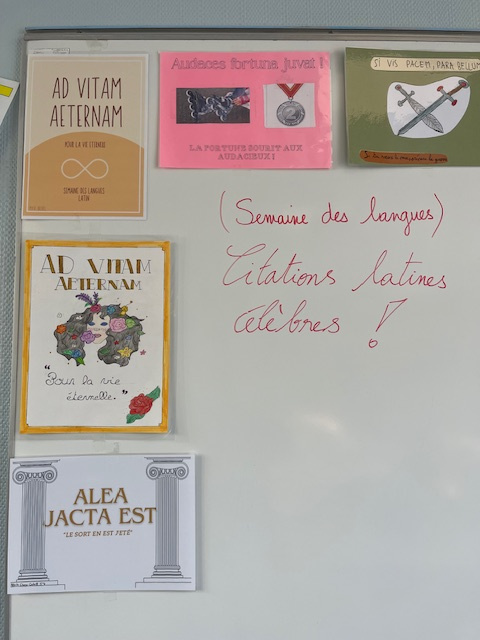 AD VITAM
AETERNAM
POUR LA VIE ETERNELLE
SEMAINE DES LANGUES
LATIN
Audaces fortuna juvat !
LA FORTUNE SOURIT AUX
AUDACIEUX !
SI VIS PACEM, PARA BELLUM
(Semaine des langues)
Citations latines
célèbres !
AD VITAM
AETERNAM
"Pour la vie
éternelle."
ALEA
JACTA EST
"LE SORT EN EST JETÉ"